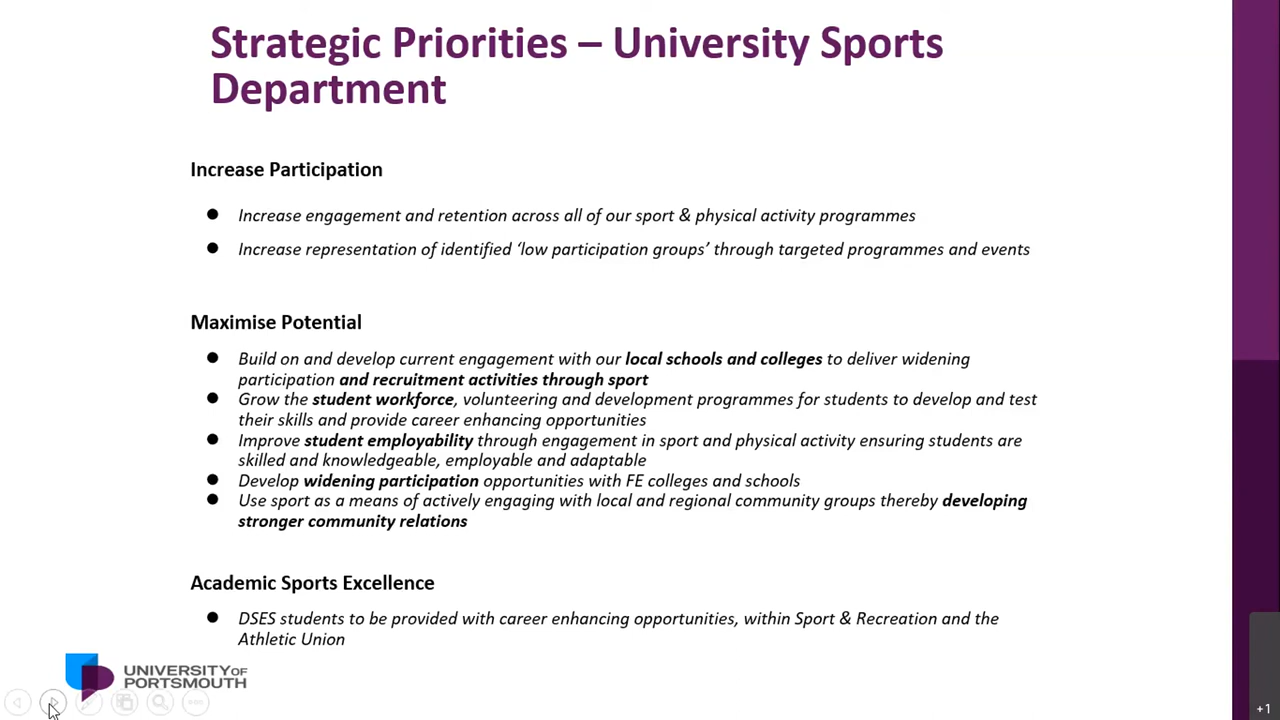 Strategic Priorities – University Sports
Department
Increase Participation
● Increase engagement and retention across all of our sport & physical activity programmes
● Increase representation of identified ‘low participation groups’ through targeted programmes and events
Maximise Potential
● Build on and develop current engagement with our local schools and colleges to deliver widening
participation and recruitment activities through sport
● Grow the student workforce, volunteering and development programmes for students to develop and test
their skills and provide career enhancing opportunities
● Improve student employability through engagement in sport and physical activity ensuring students are
skilled and knowledgeable, employable and adaptable
● Develop widening participation opportunities with FE colleges and schools
● Use sport as a means of actively engaging with local and regional community groups thereby developing
stronger community relations
Academic Sports Excellence
● DSES students to be provided with career enhancing opportunities, within Sport & Recreation and the
Athletic Union
UNIVERSITY OF
PORTSMOUTH
+1